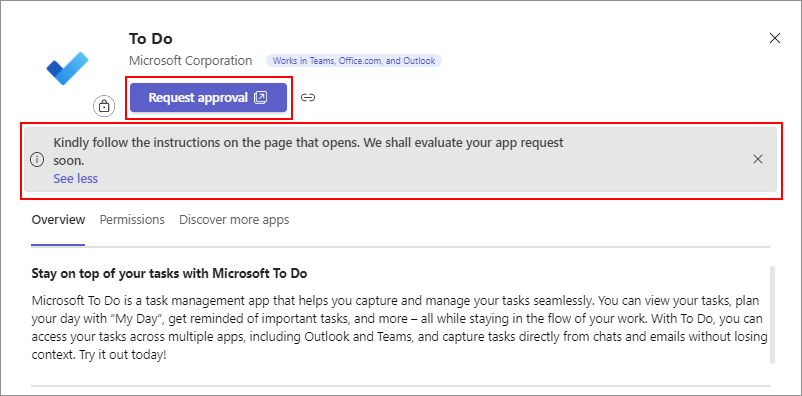 To Do
Microsoft Corporation
Works in Teams, Office.com, and Outlook
Request approval
Kindly follow the instructions on the page that opens. We shall evaluate your app request
soon.
See less
Overview
Permissions
Discover more apps
Stay on top of your tasks with Microsoft To Do
Microsoft To Do is a task management app that helps you capture and manage your tasks seamlessly. You can view your tasks, plan
your day with “My Day”, get reminded of important tasks, and more – all while staying in the flow of your work. With To Do, you can
access your tasks across multiple apps, including Outlook and Teams, and capture tasks directly from chats and emails without losing
context. Try it out today!